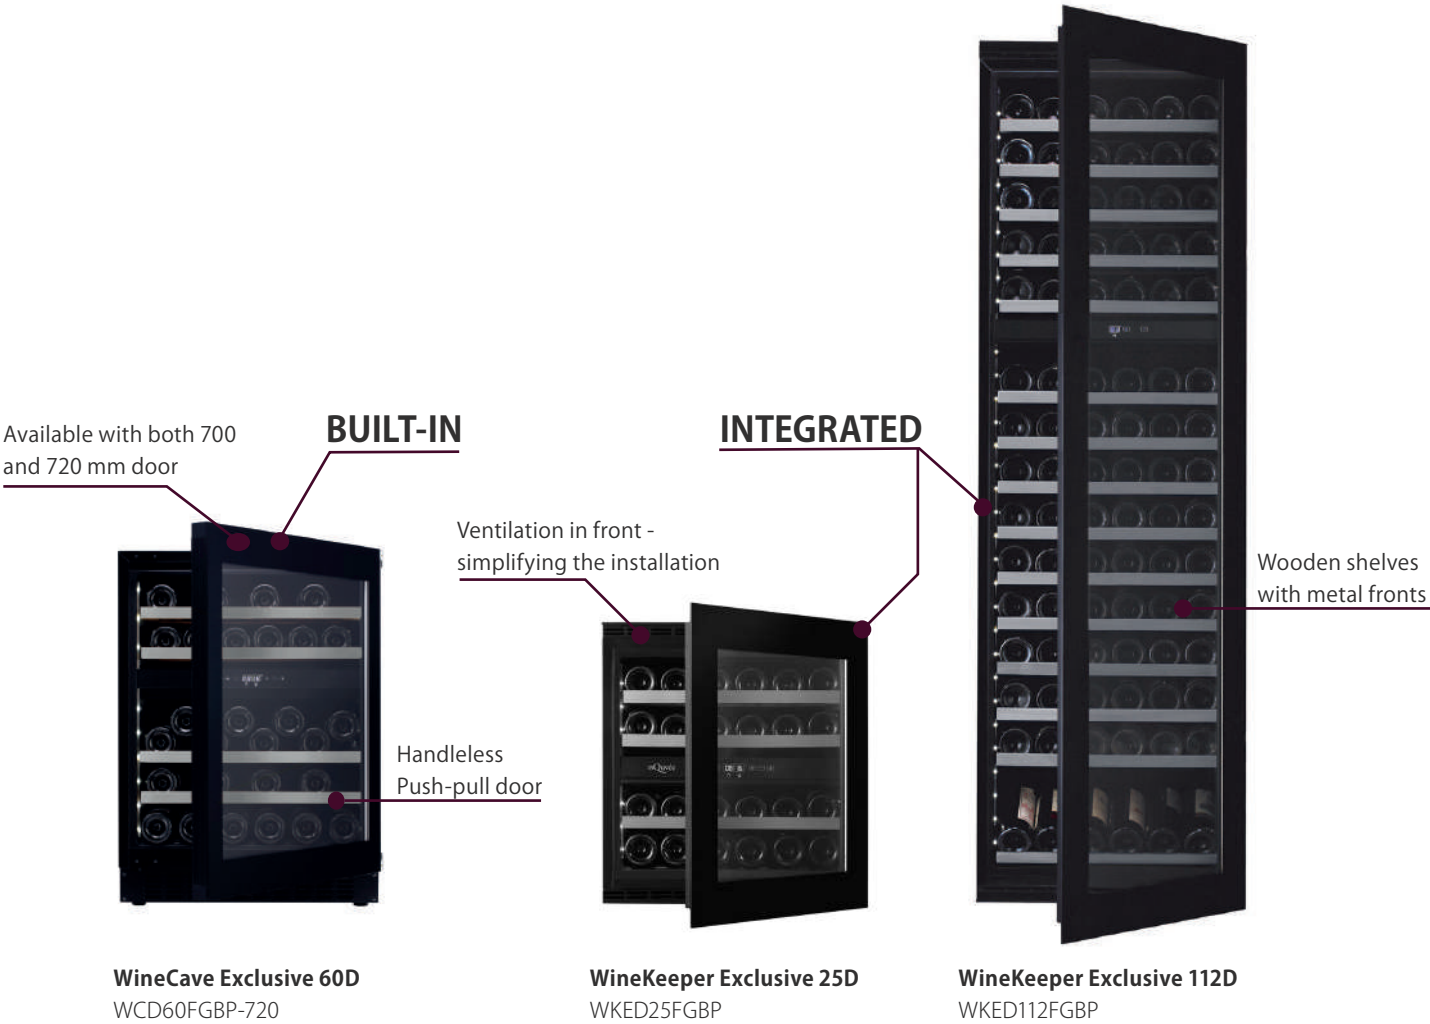 Available with both 700
and 720 mm door
BUILT-IN
INTEGRATED
Ventilation in front -
simplifying the installation
Wooden shelves
with metal fronts
Handleless
Push-pull door
WineCave Exclusive 60D
WCD60FGBP-720
WineKeeper Exclusive 25D
WKED25FGBP
WineKeeper Exclusive 112D
WKED112FGBP